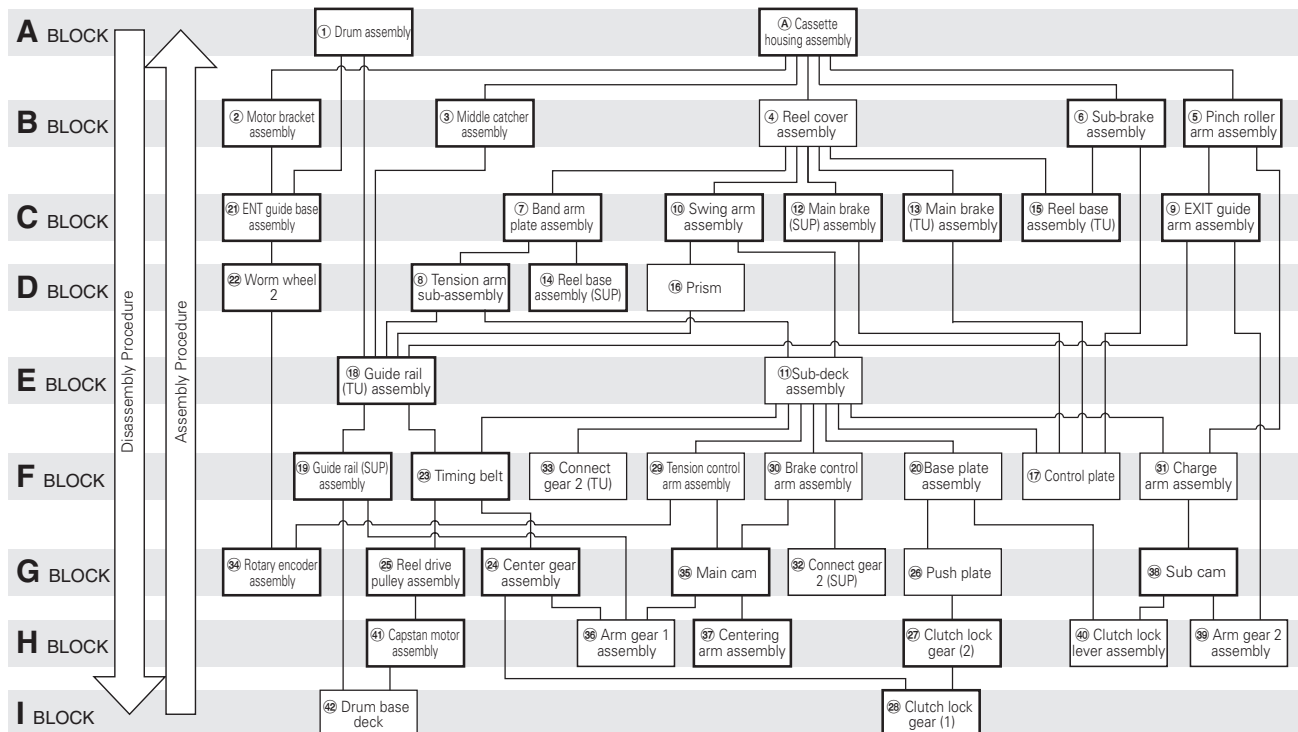 A BLOCK
① Drum assembly
Ⓐ Cassette
housing assembly
B BLOCK
② Motor bracket
assembly
③ Middle catcher
assembly
④ Reel cover
assembly
⑥ Sub-brake
assembly
⑤ Pinch roller
arm assembly
C BLOCK
㉑ ENT guide base
assembly
⑦ Band arm
plate assembly
⑩ Swing arm
assembly
⑫ Main brake
(SUP) assembly
⑬ Main brake
(TU) assembly
⑮ Reel base
assembly (TU)
⑨ EXIT guide
arm assembly
D BLOCK
㉒ Worm wheel
2
⑧ Tension arm
sub-assembly
⑭ Reel base
assembly (SUP)
⑯ Prism
Disassembly Procedure
Assembly Procedure
E BLOCK
⑱ Guide rail
(TU) assembly
⑪Sub-deck
assembly
F BLOCK
⑲ Guide rail (SUP)
assembly
㉓ Timing belt
㉝ Connect
gear 2 (TU)
㉙ Tension control
arm assembly
㉚ Brake control
arm assembly
⑳Base plate
assembly
⑰ Control plate
㉛ Charge
arm assembly
G BLOCK
㉞ Rotary encoder
assembly
㉕ Reel drive
pulley assembly
㉔ Center gear
assembly
㉟ Main cam
㉜ Connect gear
2 (SUP)
㉖ Push plate
㊳ Sub cam
H BLOCK
㊶ Capstan motor
assembly
㊱ Arm gear 1
assembly
㊲ Centering
arm assembly
㉗ Clutch lock
gear (2)
㊵ Clutch lock
lever assembly
㊴ Arm gear 2
assembly
I BLOCK
㊷ Drum base
deck
㉘ Clutch lock
gear (1)